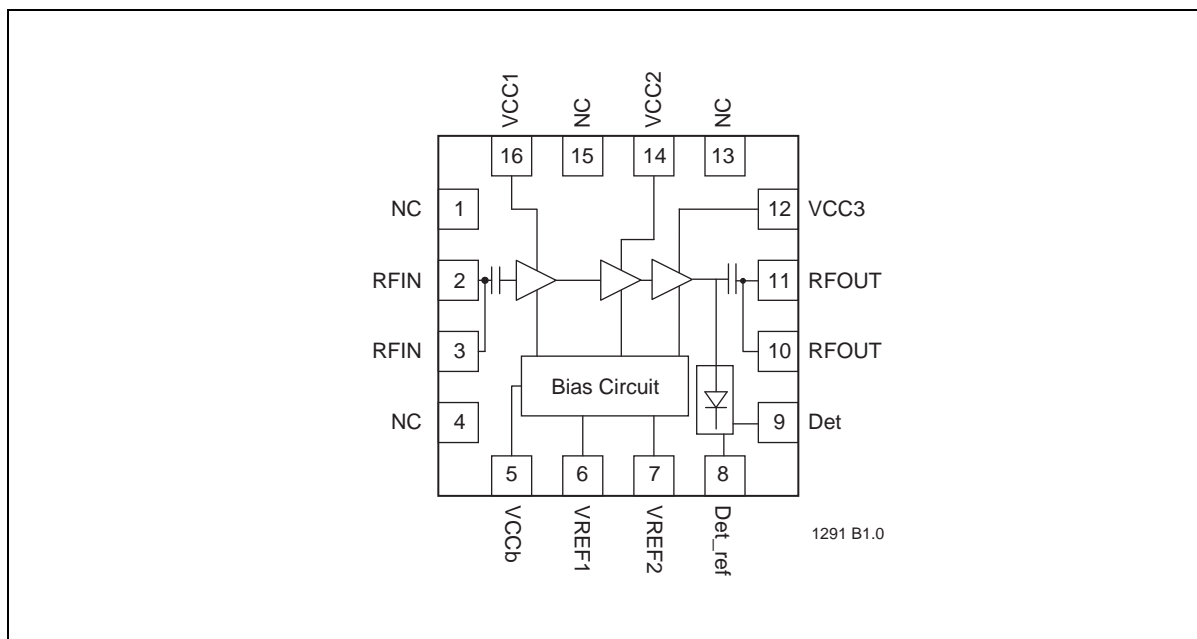 VCC1
NC
VCC2
NC
16
15
14
13
NC
1
12
VCC3
RFIN
2
11
RFOUT
RFIN
3
10
RFOUT
Bias Circuit
NC
4
9
Det
5
6
7
8
VCCb
VREF1
VREF2
Det_ref
1291 B1.0